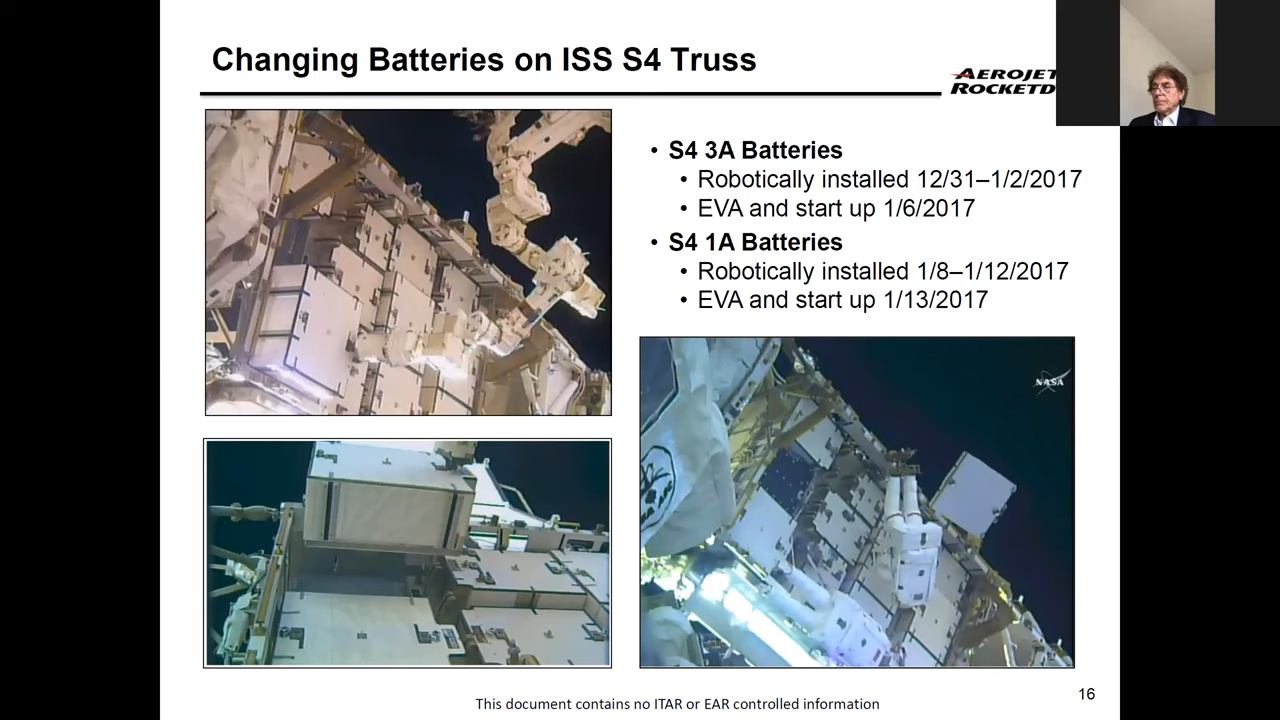 Changing Batteries on ISS S4 Truss
AEROJET
ROCKETD
• S4 3A Batteries
• Robotically installed 12/31–1/2/2017
• EVA and start up 1/6/2017
• S4 1A Batteries
• Robotically installed 1/8–1/12/2017
• EVA and start up 1/13/2017
NASA
16
This document contains no ITAR or EAR controlled information